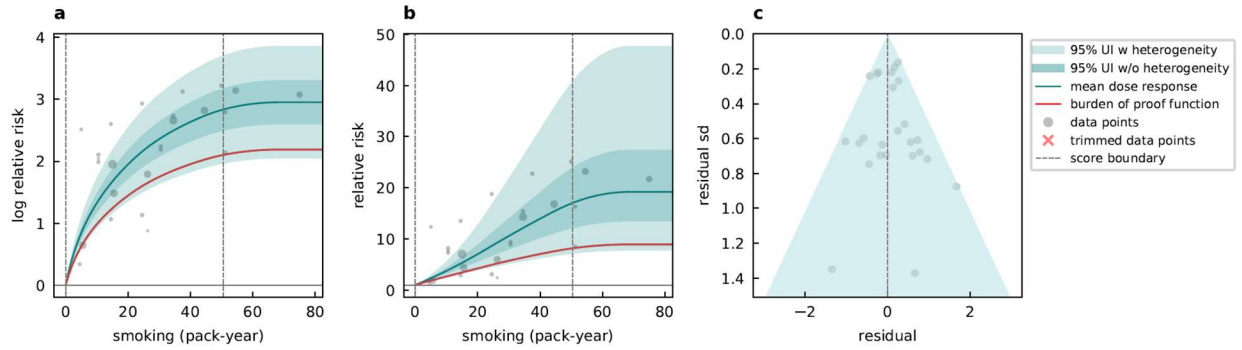 a
4
3
2
1
0
log relative risk
0
20
40
60
80
smoking (pack-year)
b
50
40
30
20
10
0
relative risk
0
20
40
60
80
smoking (pack-year)
c
0.0
0.2
0.4
0.6
0.8
1.0
1.2
1.4
residual sd
−2
0
2
residual
95% UI w heterogeneity
95% UI w/o heterogeneity
mean dose response
burden of proof function
data points
trimmed data points
score boundary